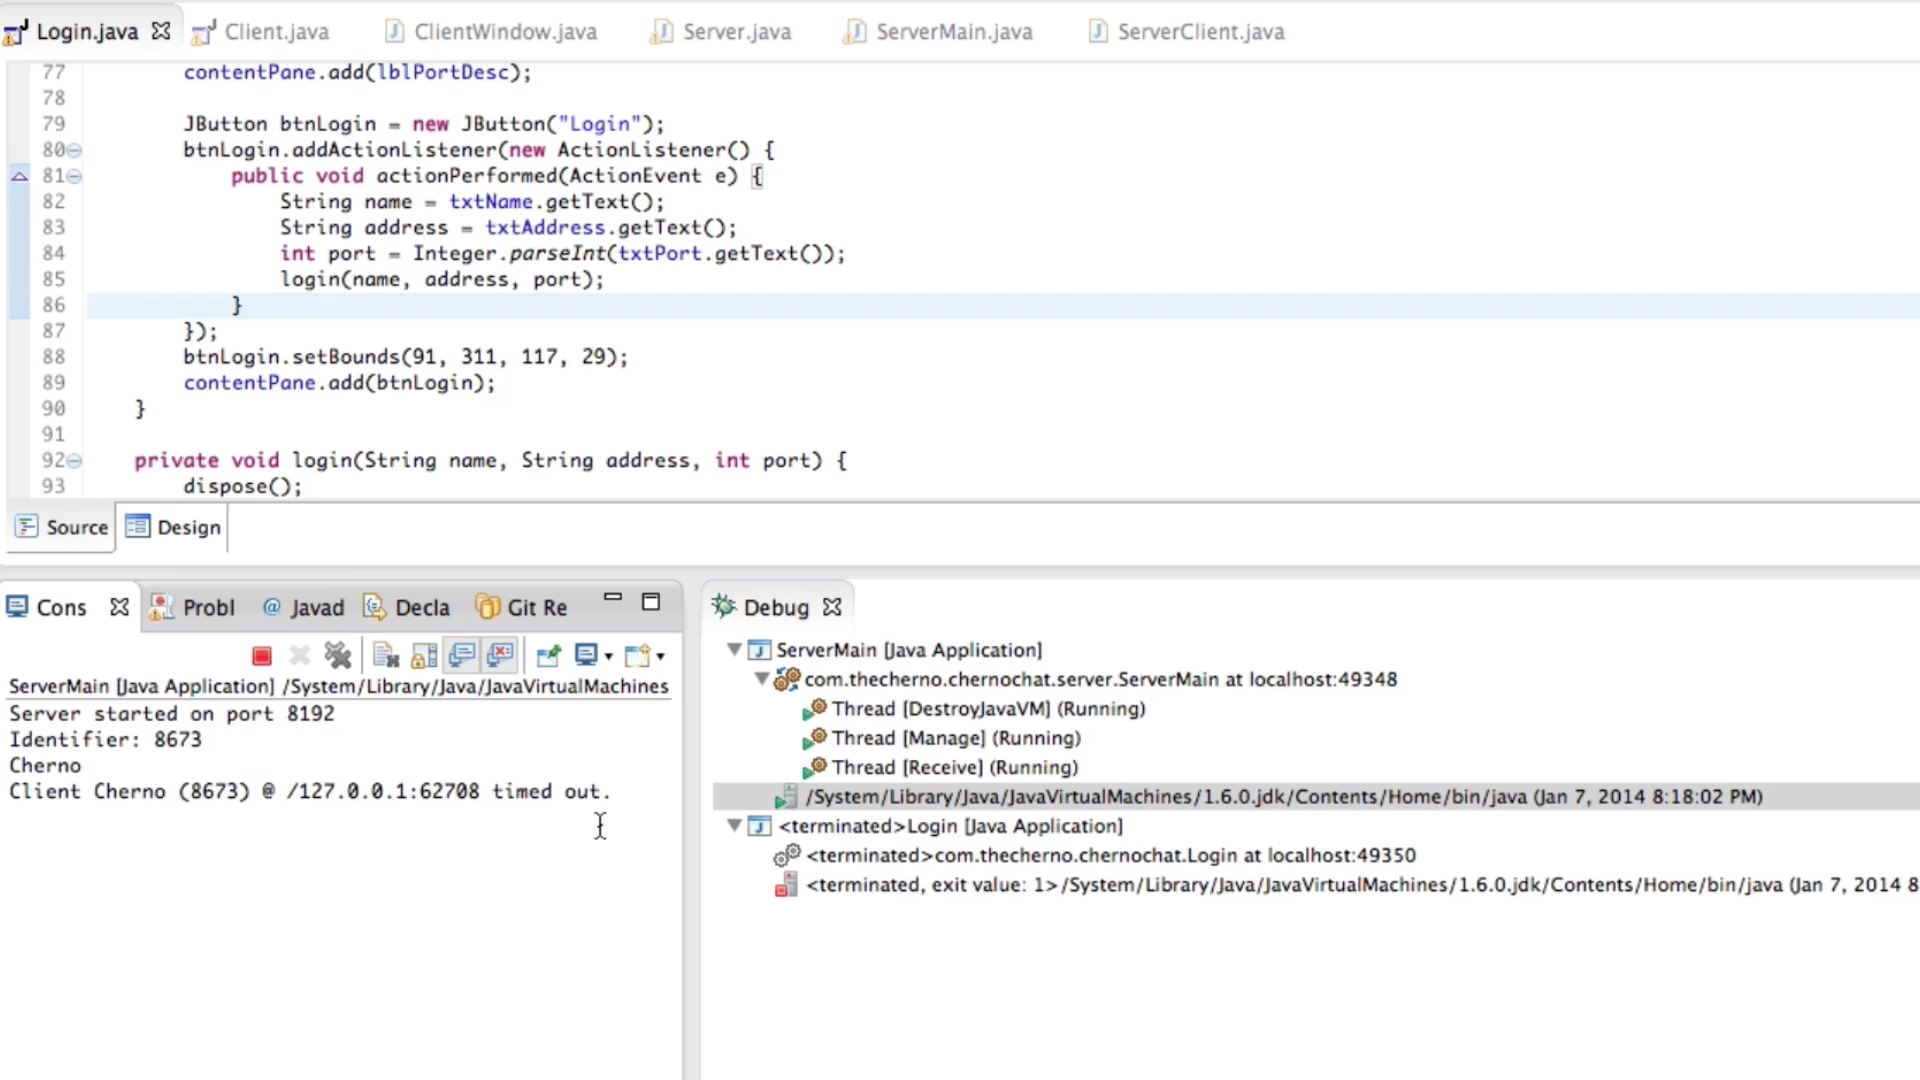 Login.java Client.java ClientWindow.java Server.java ServerMain.java ServerClient.java
77 contentPane.add(lblPortDesc);
78
79 JButton btnLogin = new JButton("Login");
80 btnLogin.addActionListener(new ActionListener() {
81 public void actionPerformed(ActionEvent e) {
82 String name = txtName.getText();
83 String address = txtAddress.getText();
84 int port = Integer.parseInt(txtPort.getText());
85 login(name, address, port);
86 }
87 });
88 btnLogin.setBounds(91, 311, 117, 29);
89 contentPane.add(btnLogin);
90 }
91
92 private void login(String name, String address, int port) {
93 dispose();
Source Design
Cons Probl @ Javad Decla Git Re
ServerMain [Java Application] /System/Library/Java/JavaVirtualMachines
Server started on port 8192
Identifier: 8673
Cherno
Client Cherno (8673) @ /127.0.0.1:62708 timed out.
Debug
ServerMain [Java Application]
com.thecherno.chernochat.server.ServerMain at localhost:49348
Thread [DestroyJavaVM] (Running)
Thread [Manage] (Running)
Thread [Receive] (Running)
/System/Library/Java/JavaVirtualMachines/1.6.0.jdk/Contents/Home/bin/java (Jan 7, 2014 8:18:02 PM)
<terminated>Login [Java Application]
<terminated>com.thecherno.chernochat.Login at localhost:49350
<terminated, exit value: 1>/System/Library/Java/JavaVirtualMachines/1.6.0.jdk/Contents/Home/bin/java (Jan 7, 2014 8